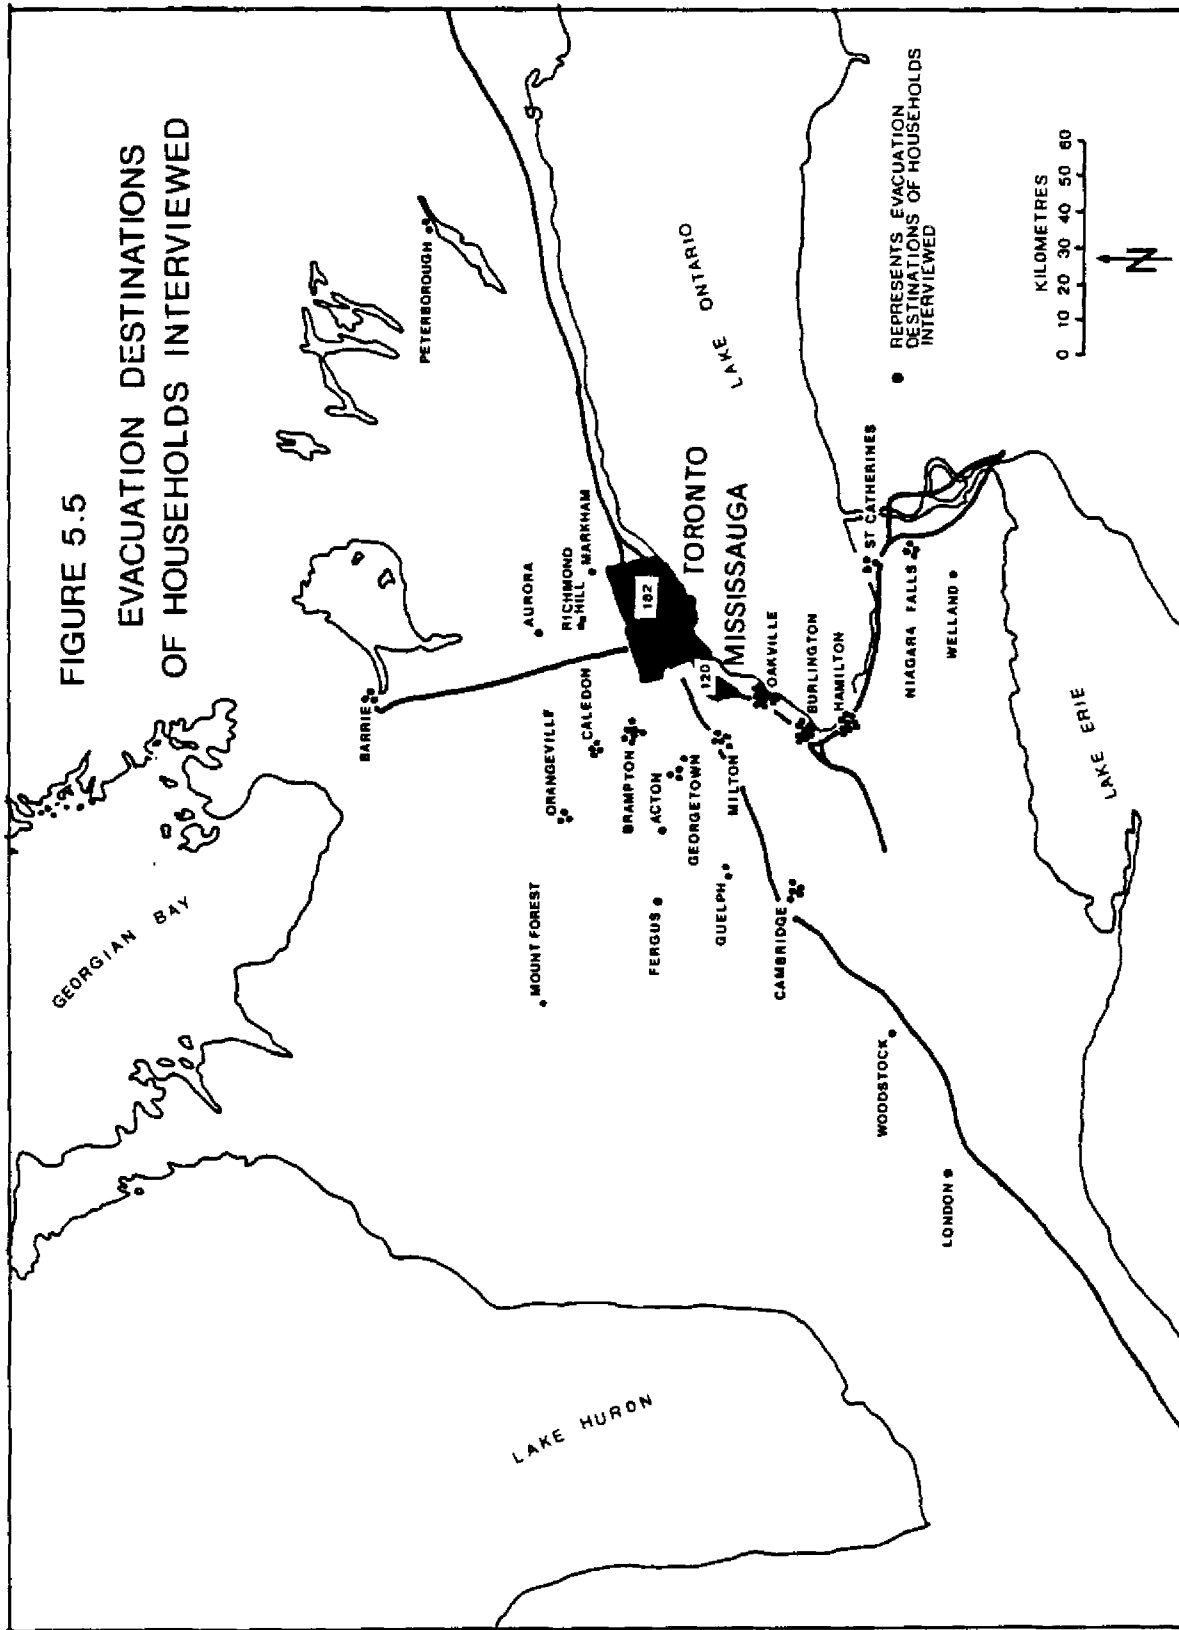 FIGURE 5.5
EVACUATION DESTINATIONS
OF HOUSEHOLDS INTERVIEWED
GEORGIAN BAY
BARRIE
PETERBOROUGH
MOUNT FOREST
ORANGEVILLE
AURORA
CALEDON
RICHMOND
HILL
MARKHAM
FERGUS
BRAMPTON
ACTON
182
TORONTO
GEORGETOWN
120
MISSISSAUGA
LAKE ONTARIO
GUELPH
MILTON
OAKVILLE
CAMBRIDGE
BURLINGTON
HAMILTON
ST CATHERINES
WOODSTOCK
NIAGARA FALLS
LONDON
WELLAND
LAKE HURON
LAKE ERIE
REPRESENTS EVACUATION
DESTINATIONS OF HOUSEHOLDS
INTERVIEWED
KILOMETRES
0 10 20 30 40 50 60
N